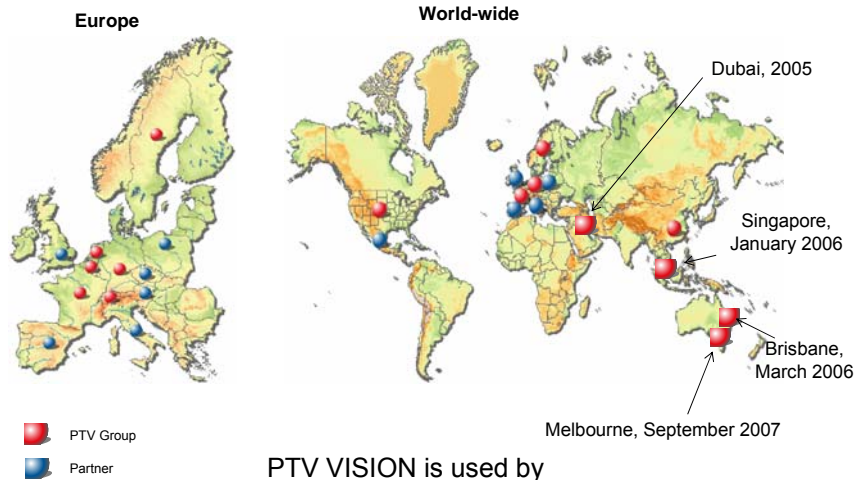 Europe
World-wide
Dubai, 2005
Singapore,
January 2006
Brisbane,
March 2006
Melbourne, September 2007
PTV Group
Partner
PTV VISION is used by